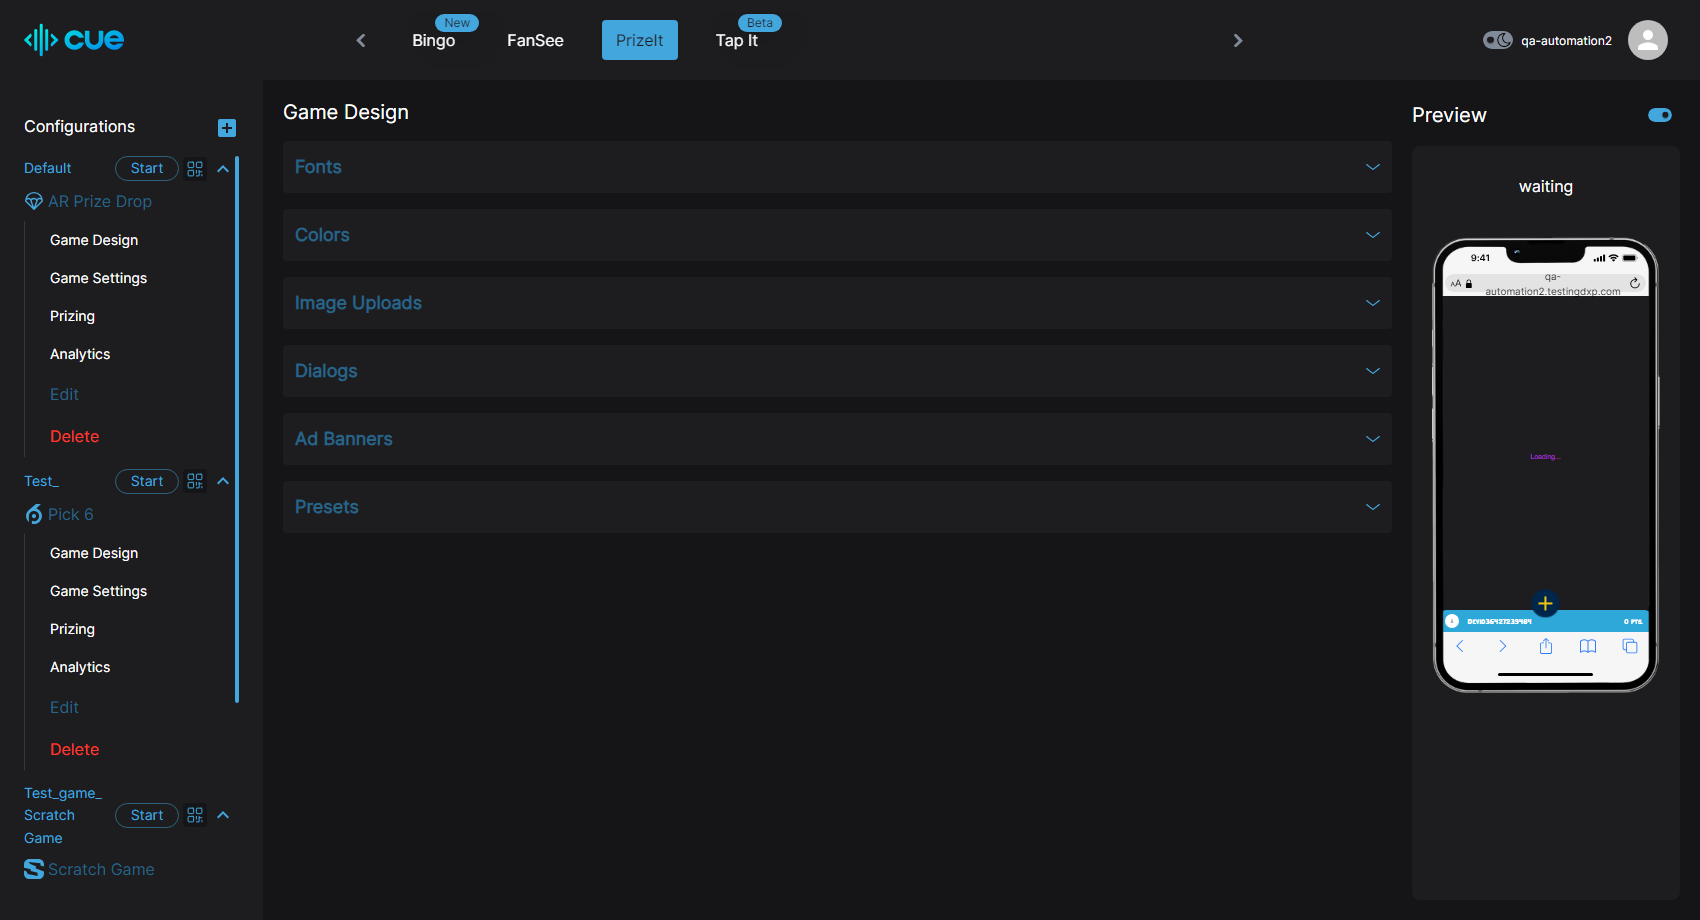 cue
New
Beta
Bingo
FanSee
PrizeIt
Tap It
qa-automation2
Configurations
Default
Start
AR Prize Drop
Game Design
Game Settings
Prizing
Analytics
Edit
Delete
Test_
Start
Pick 6
Game Design
Game Settings
Prizing
Analytics
Edit
Delete
Test_game_
Scratch
Game
Start
Scratch Game
Game Design
Fonts
Colors
Image Uploads
Dialogs
Ad Banners
Presets
Preview
waiting
9:41
AA
qa-
automation2.testingdxp.com
Loading...
0 PTS.